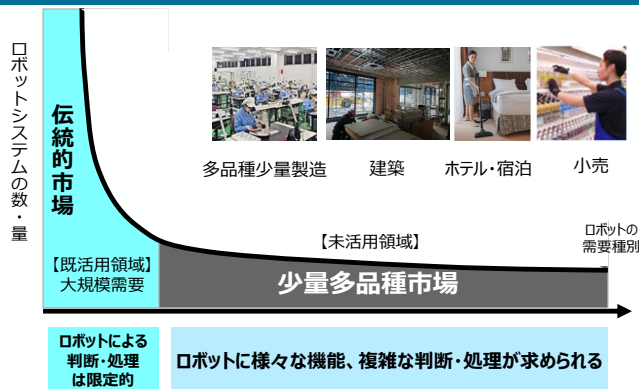 ロボットシステムの数・量
伝統的市場
多品種少量製造
建築
ホテル・宿泊
小売
【未活用領域】
ロボットの
需要種別
【既活用領域】
大規模需要
少量多品種市場
ロボットによる
判断・処理
は限定的
ロボットに様々な機能、複雑な判断・処理が求められる